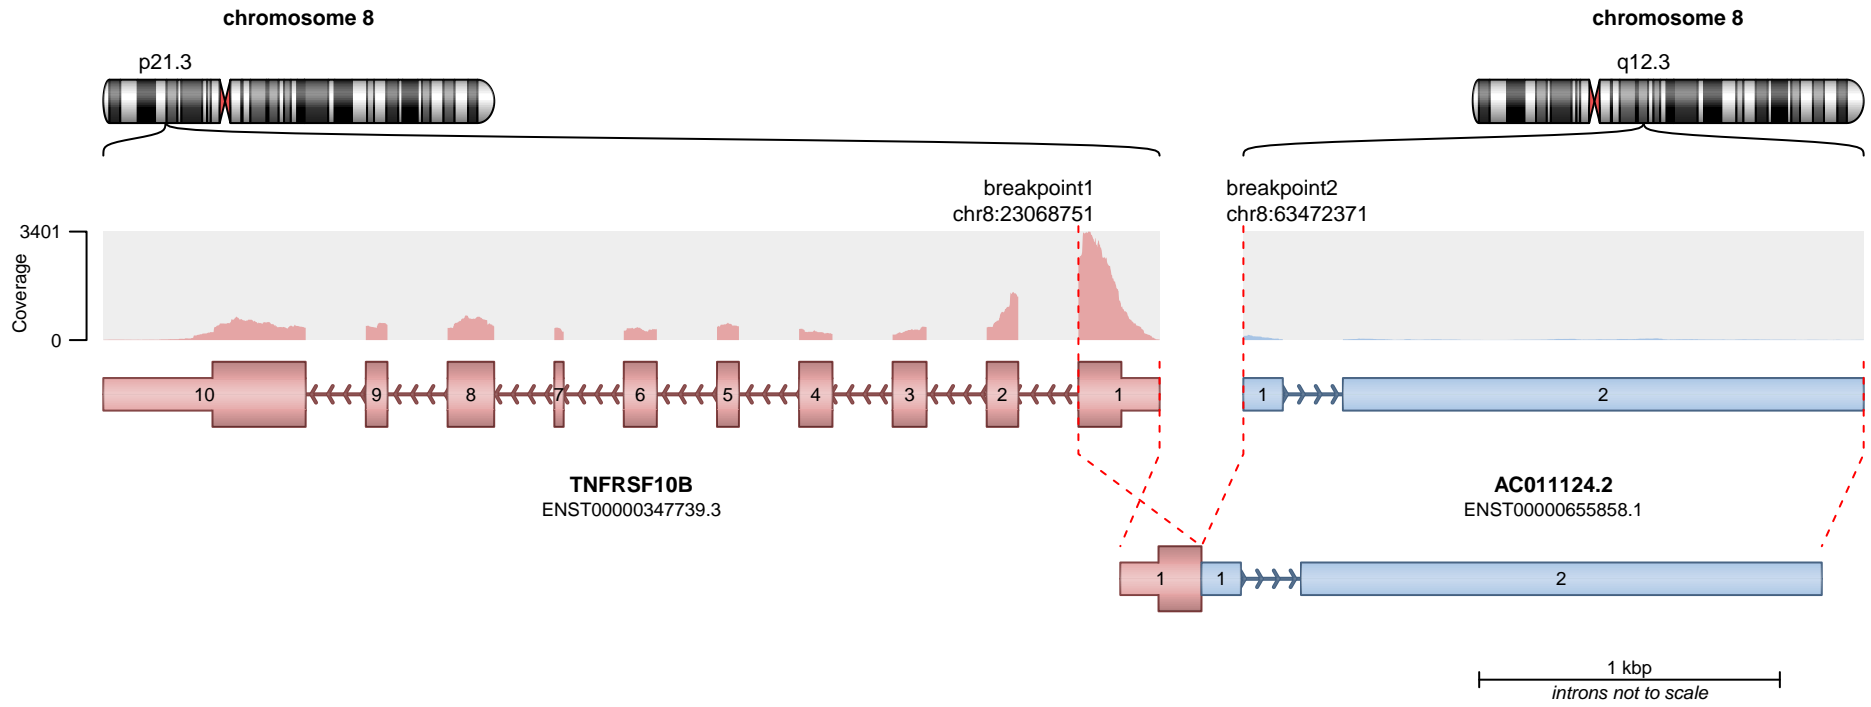 chromosome 8
chromosome 8
p21.3
q12.3
breakpoint1
chr8:23068751
breakpoint2
chr8:63472371
3401
Coverage
0
10
9
8
7
6
5
4
3
2
1
1
2
TNFRSF10B
ENST00000347739.3
AC011124.2
ENST00000655858.1
1
1
2
1 kbp
introns not to scale